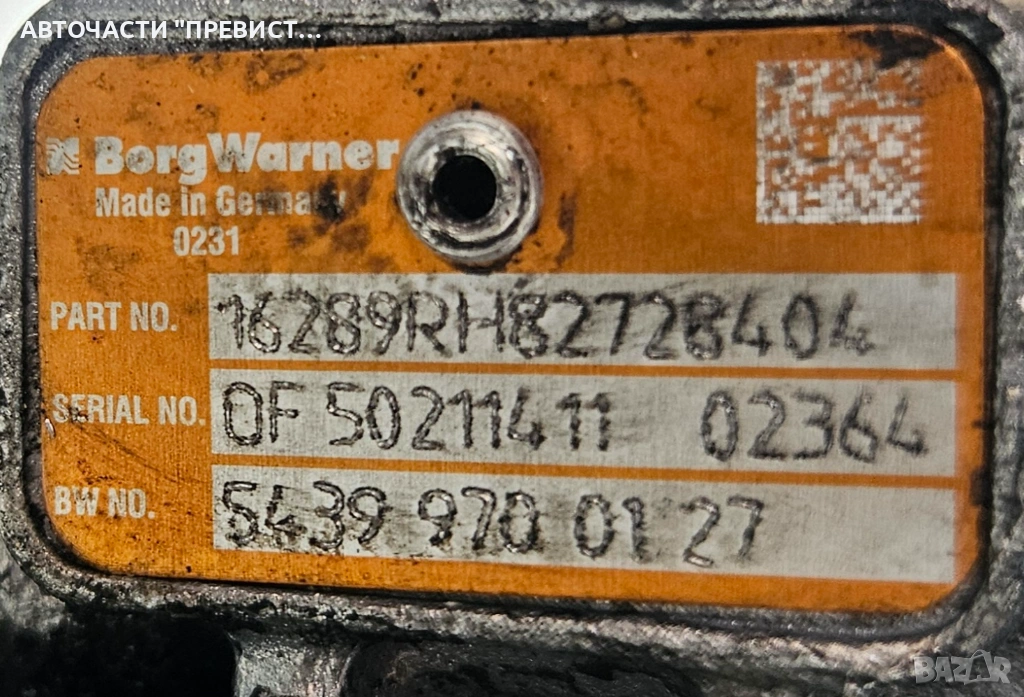 АВТОЧАСТИ "ПРЕВИСТ...
BorgWarner
Made in Germany
0231
PART NO. 16289RH82728404
SERIAL NO. 0F 50211411 02364
BW NO. 5439 970 0127
BAZAR